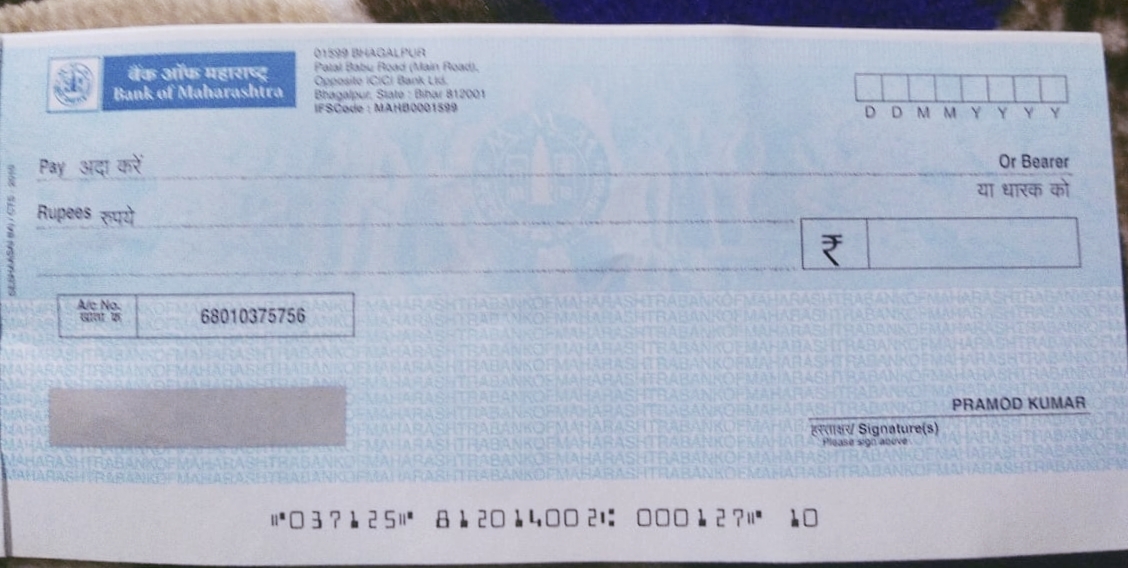 बैंक ऑफ महाराष्ट्र
Bank of Maharashtra
01599 BHAGALPUR
Patal Babu Road (Main Road),
Opposite ICICI Bank Ltd.
Bhagalpur, State : Bihar 812001
IFSCode : MAHB0001599
D D M M Y Y Y Y
Pay अदा करें
Or Bearer
या धारक को
Rupees रुपये
₹
A/c No.
खाता क्र
68010375756
PRAMOD KUMAR
हस्ताक्षर/ Signature(s)
Please sign above
⑈037125⑈ 812014002⑆ 000127⑈ 10